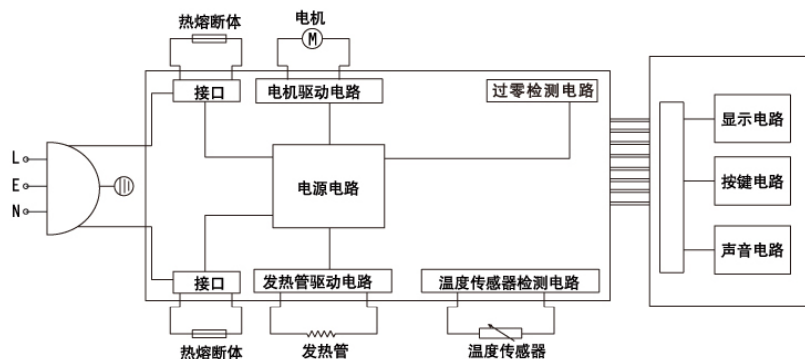 热熔断体
电机
M
接口
电机驱动电路
过零检测电路
显示电路
L
E
N
电源电路
按键电路
声音电路
接口
发热管驱动电路
温度传感器检测电路
热熔断体
发热管
温度传感器